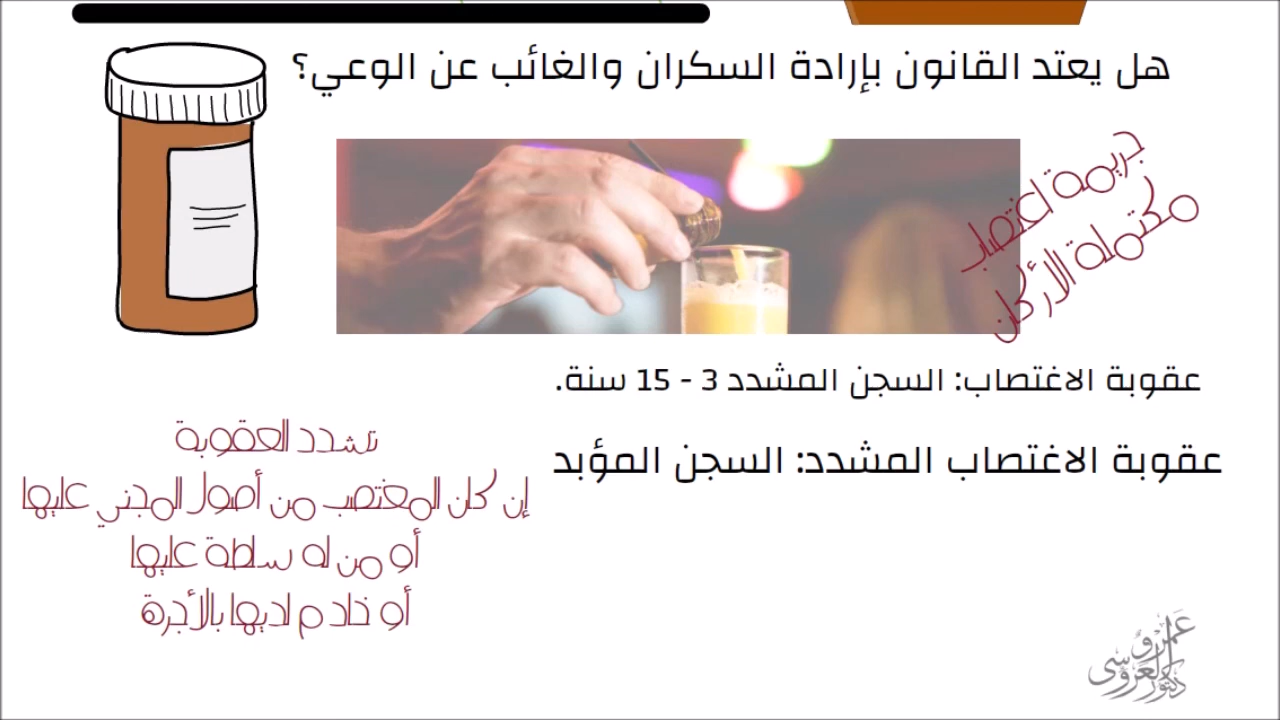 هل يعتد القانون بإرادة السكران والغائب عن الوعي؟
جريمة اغتصاب
مكتملة الأركان
عقوبة الاغتصاب: السجن المشدد 3 - 15 سنة.
عقوبة الاغتصاب المشدد: السجن المؤبد
تشدد العقوبة
إن كان المغتصب من أصول المجني عليها
أو من له سلطة عليها
أو خادم لديها بالأجرة
عمرو
دكتور العروسي